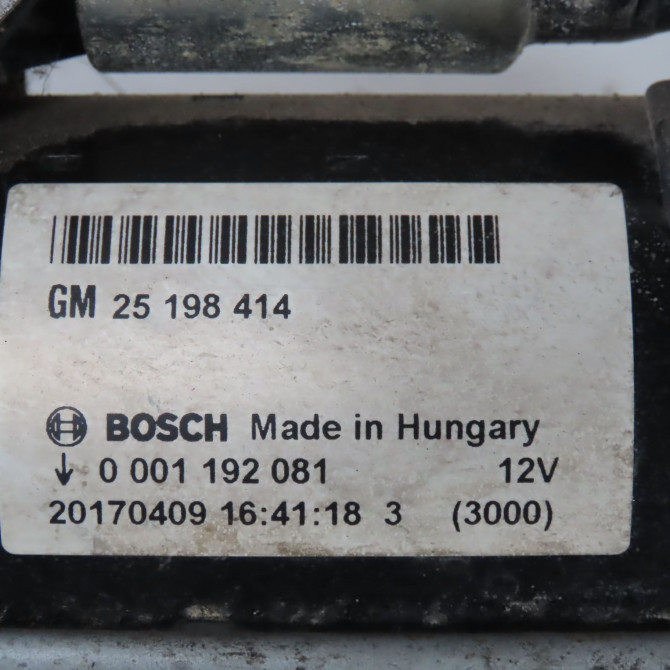 GM 25 198 414
BOSCH Made in Hungary
↓ 0 001 192 081 12V
20170409 16:41:18 3 (3000)